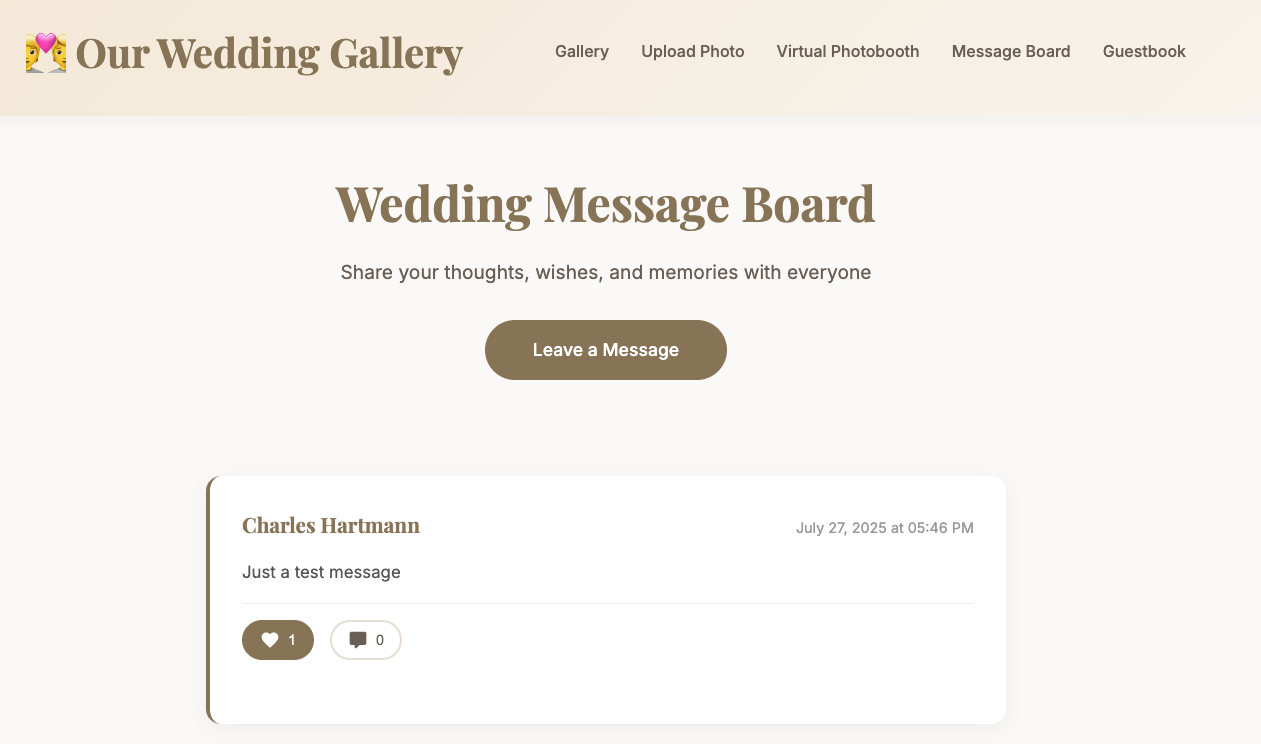 Our Wedding Gallery
Gallery
Upload Photo
Virtual Photobooth
Message Board
Guestbook
Wedding Message Board
Share your thoughts, wishes, and memories with everyone
Leave a Message
Charles Hartmann
July 27, 2025 at 05:46 PM
Just a test message
1
0